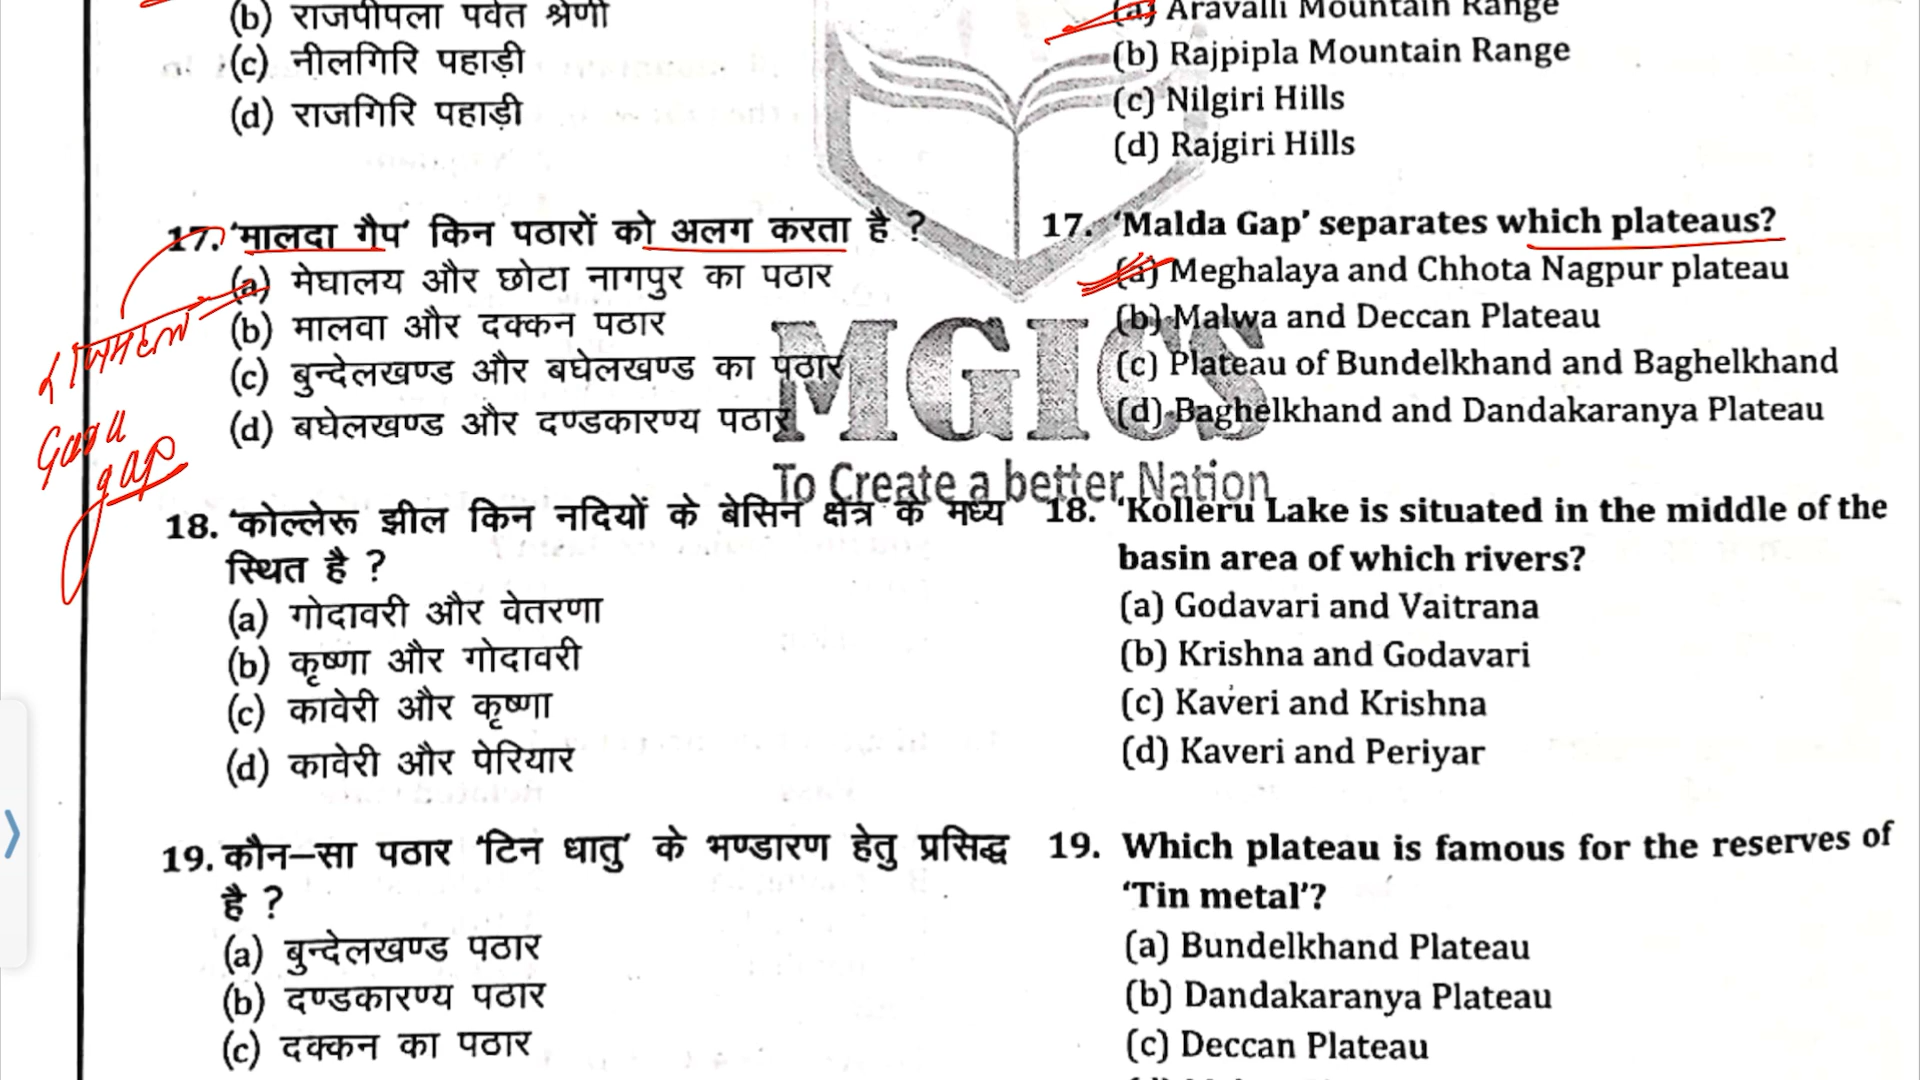 (b) राजपीपला पर्वत श्रेणी
(c) नीलगिरि पहाड़ी
(d) राजगिरि पहाड़ी
17. 'मालदा गैप' किन पठारों को अलग करता है ?
(a) मेघालय और छोटा नागपुर का पठार
(b) मालवा और दक्कन पठार
(c) बुन्देलखण्ड और बघेलखण्ड का पठार
(d) बघेलखण्ड और दण्डकारण्य पठार
राजमहल
gap
18. 'कोल्लेरू झील किन नदियों के बेसिन क्षेत्र के मध्य
स्थित है ?
(a) गोदावरी और वेतरणा
(b) कृष्णा और गोदावरी
(c) कावेरी और कृष्णा
(d) कावेरी और पेरियार
19. कौन-सा पठार 'टिन धातु' के भण्डारण हेतु प्रसिद्ध
है ?
(a) बुन्देलखण्ड पठार
(b) दण्डकारण्य पठार
(c) दक्कन का पठार
(a) Aravalli Mountain Range
(b) Rajpipla Mountain Range
(c) Nilgiri Hills
(d) Rajgiri Hills
17. 'Malda Gap' separates which plateaus?
(a) Meghalaya and Chhota Nagpur plateau
(b) Malwa and Deccan Plateau
(c) Plateau of Bundelkhand and Baghelkhand
(d) Baghelkhand and Dandakaranya Plateau
MGICS
To Create a better Nation
18. 'Kolleru Lake is situated in the middle of the
basin area of which rivers?
(a) Godavari and Vaitrana
(b) Krishna and Godavari
(c) Kaveri and Krishna
(d) Kaveri and Periyar
19. Which plateau is famous for the reserves of
'Tin metal'?
(a) Bundelkhand Plateau
(b) Dandakaranya Plateau
(c) Deccan Plateau